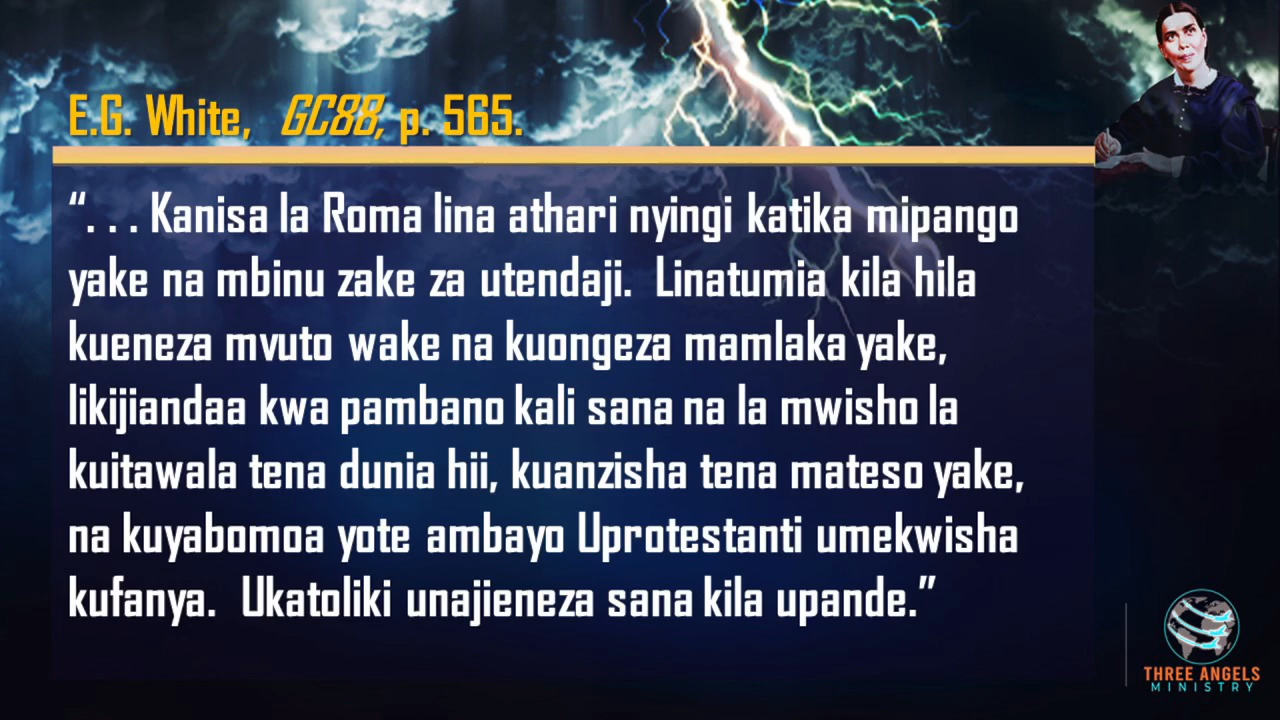 E.G. White, GC88, p. 565.
“. . . Kanisa la Roma lina athari nyingi katika mipango
yake na mbinu zake za utendaji. Linatumia kila hila
kueneza mvuto wake na kuongeza mamlaka yake,
likijiandaa kwa pambano kali sana na la mwisho la
kuitawala tena dunia hii, kuanzisha tena mateso yake,
na kuyabomoa yote ambayo Uprotestanti umekwisha
kufanya. Ukatoliki unajieneza sana kila upande.”
THREE ANGELS
MINISTRY